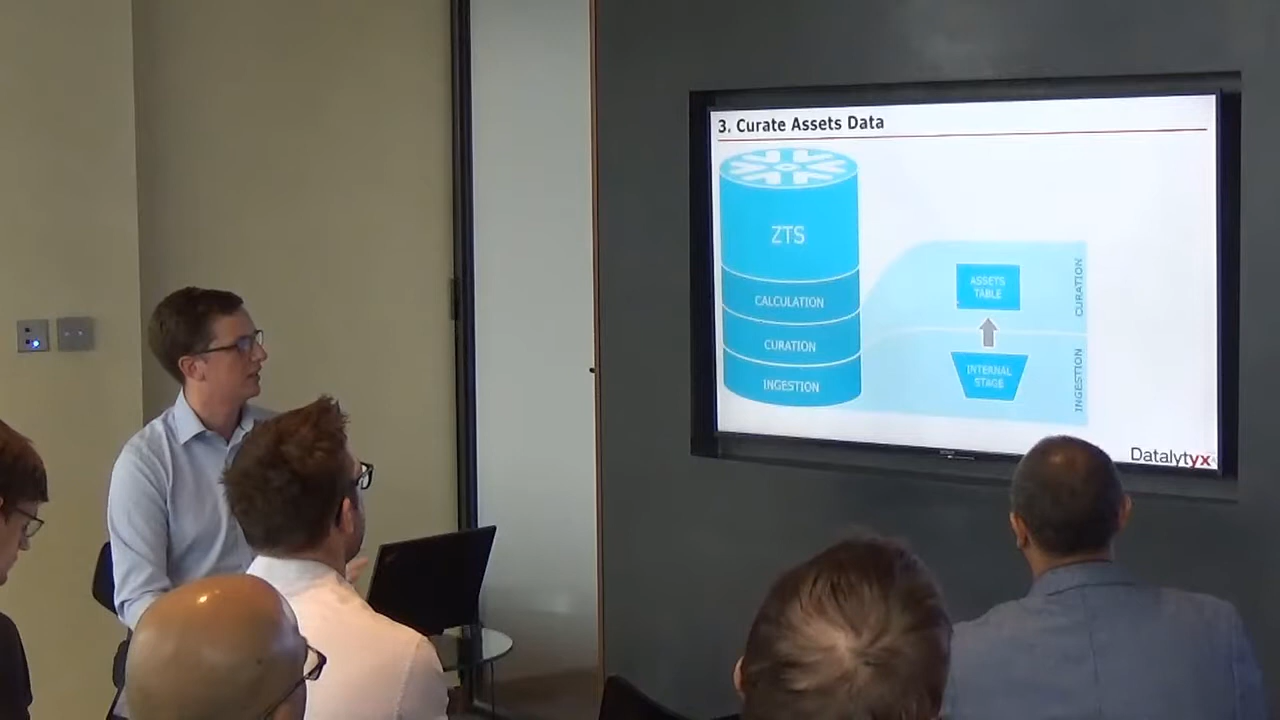 3. Curate Assets Data
ZTS
CALCULATION
CURATION
INGESTION
ASSETS
TABLE
INTERNAL
STAGE
CURATION
INGESTION
Datalytyx